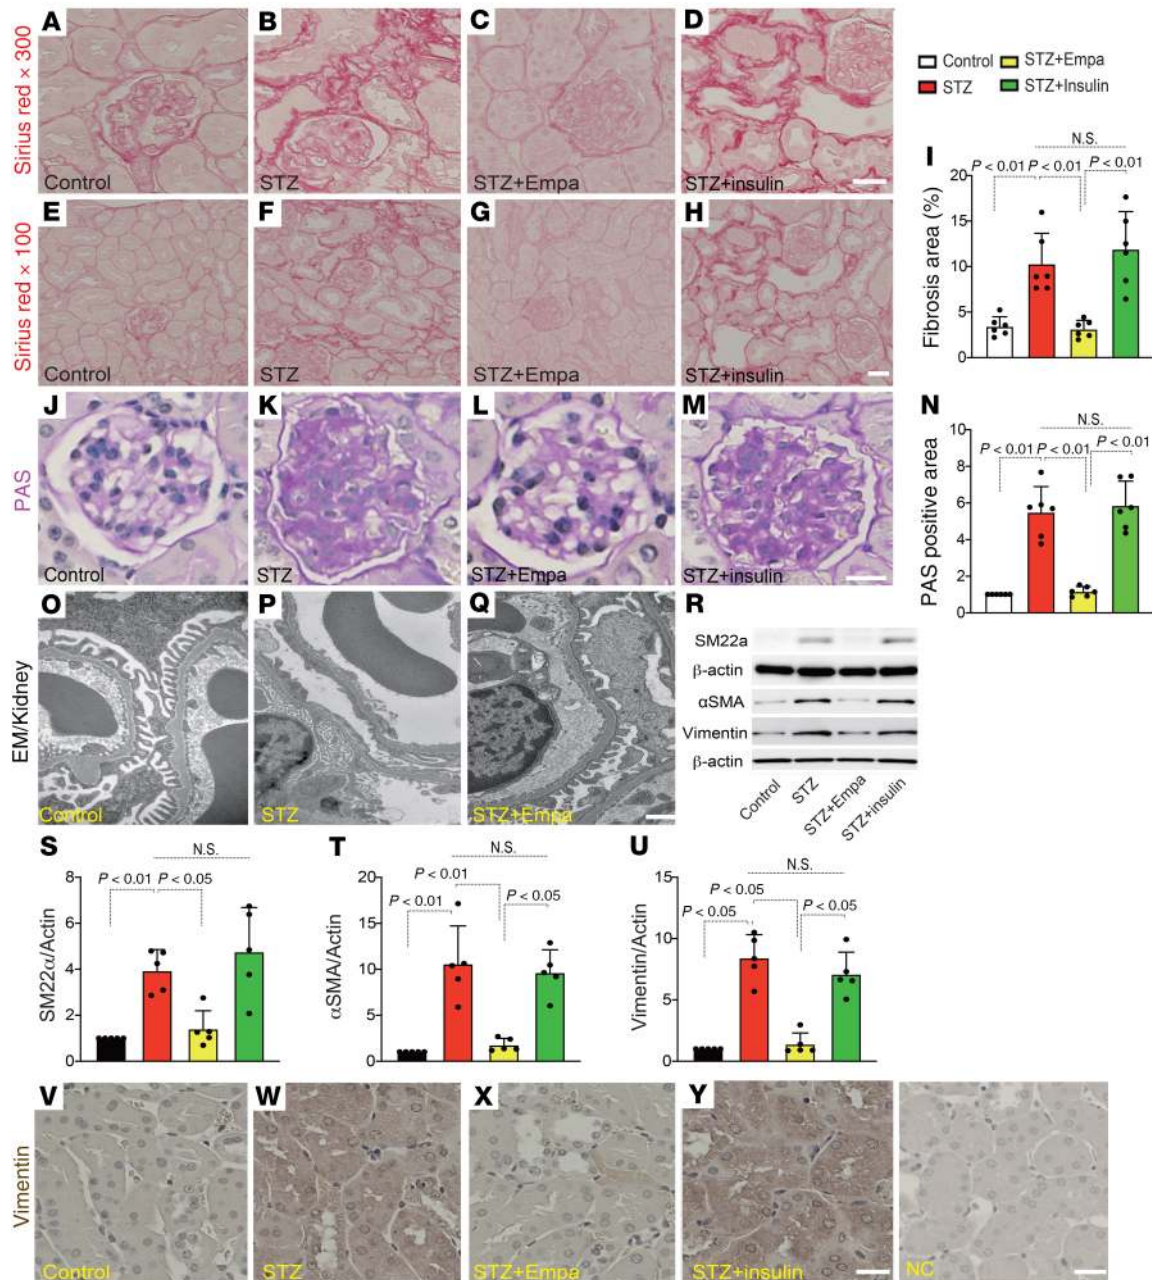 A
B
C
D
Sirius red × 300
Control
STZ
STZ+Empa
STZ+insulin
Control
STZ+Empa
STZ
STZ+Insulin
E
F
G
H
Sirius red × 100
Control
STZ
STZ+Empa
STZ+insulin
I
N.S.
P < 0.01
P < 0.01
P < 0.01
Fibrosis area (%)
20
15
10
5
0
J
K
L
M
PAS
Control
STZ
STZ+Empa
STZ+insulin
N
N.S.
P < 0.01
P < 0.01
P < 0.01
PAS positive area
10
8
6
4
2
0
O
P
Q
EM/Kidney
Control
STZ
STZ+Empa
R
SM22a
β-actin
αSMA
Vimentin
β-actin
Control
STZ
STZ+Empa
STZ+insulin
S
N.S.
P < 0.01
P < 0.05
SM22α/Actin
8
6
4
2
0
T
N.S.
P < 0.01
P < 0.01
P < 0.05
αSMA/Actin
20
15
10
5
0
U
N.S.
P < 0.05
P < 0.05
P < 0.05
Vimentin/Actin
15
10
5
0
V
W
X
Y
Vimentin
Control
STZ
STZ+Empa
STZ+insulin
NC